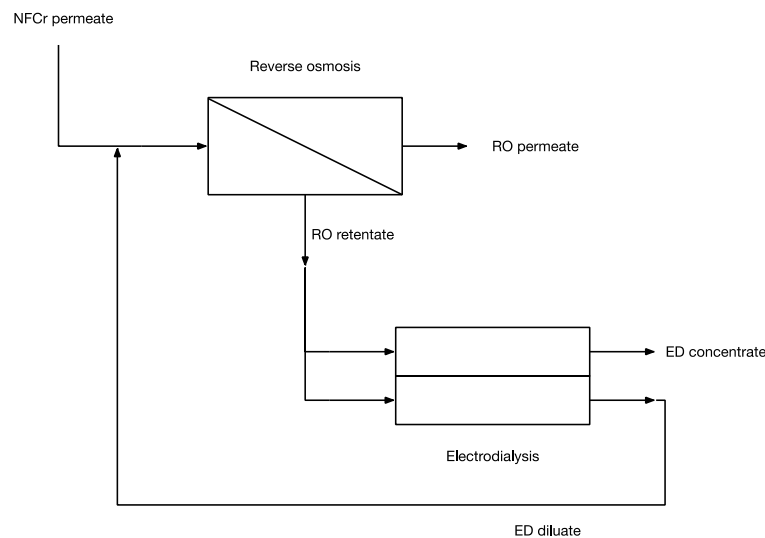 NFCr permeate
Reverse osmosis
RO permeate
RO retentate
ED concentrate
Electrodialysis
ED diluate